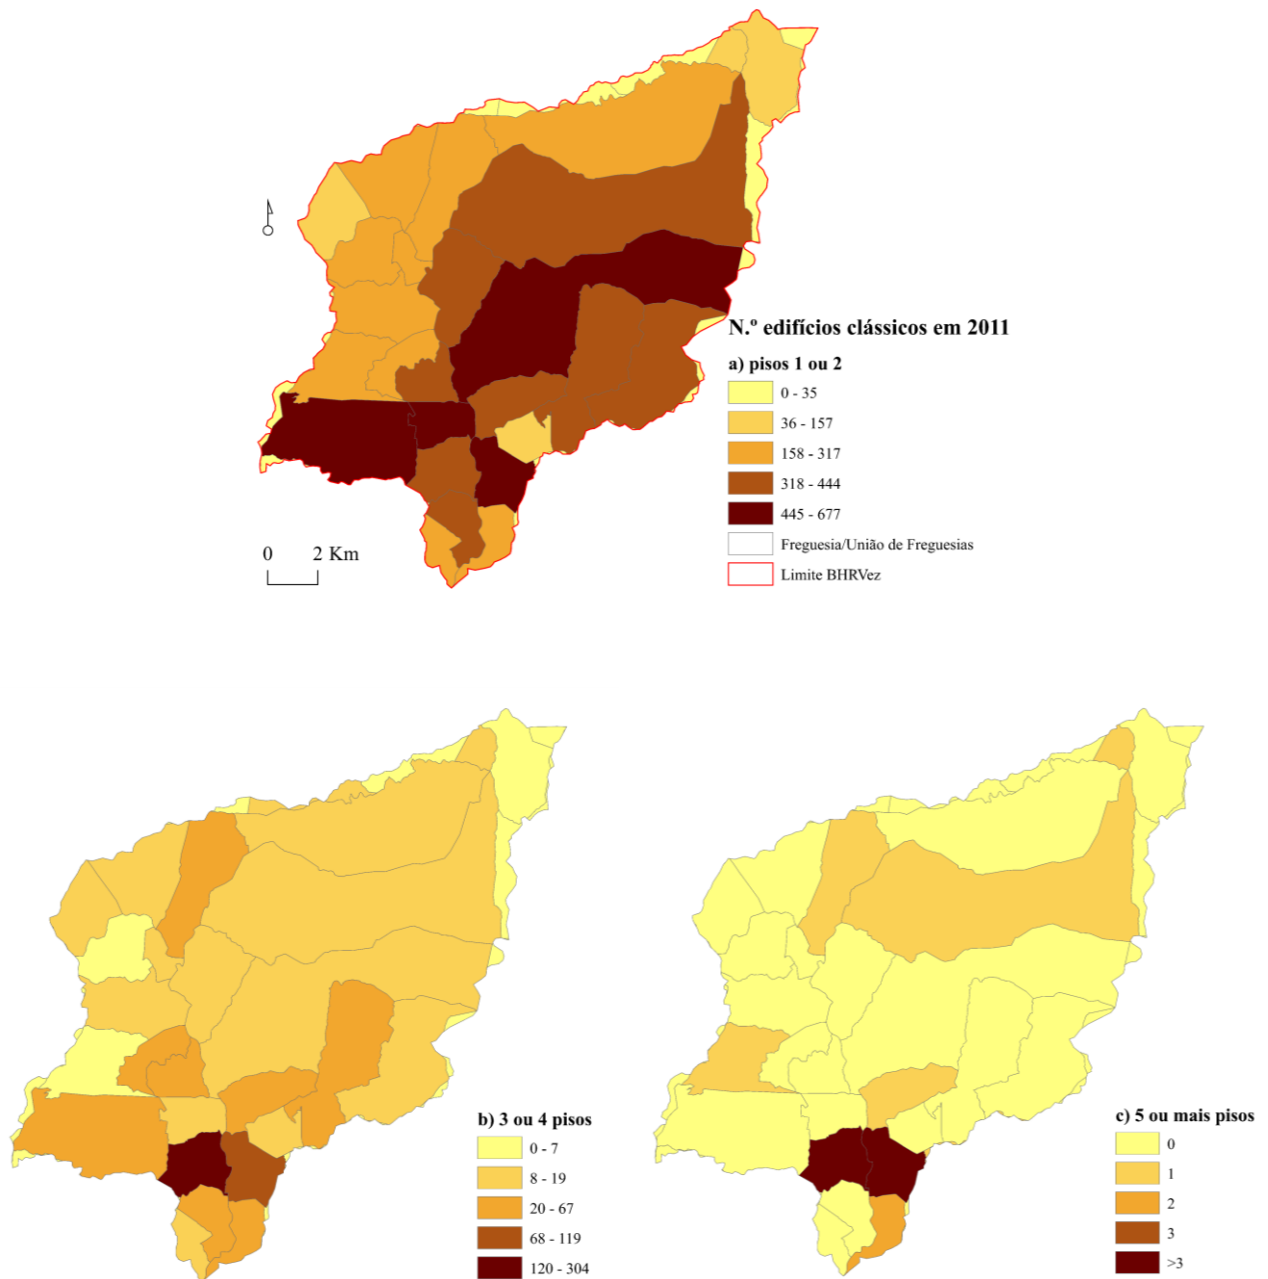 N.º edifícios clássicos em 2011
a) pisos 1 ou 2
0 - 35
36 - 157
158 - 317
318 - 444
445 - 677
Freguesia/União de Freguesias
Limite BHRVez
0 2 Km
b) 3 ou 4 pisos
0 - 7
8 - 19
20 - 67
68 - 119
120 - 304
c) 5 ou mais pisos
0
1
2
3
>3